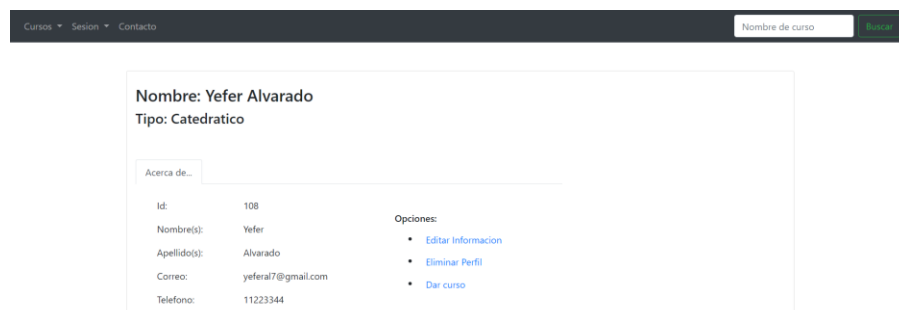 Cursos Sesion Contacto Nombre de curso Buscar
Nombre: Yefer Alvarado
Tipo: Catedratico
Acerca de...
Id: 108
Nombre(s): Yefer
Apellido(s): Alvarado
Correo: yeferal7@gmail.com
Telefono: 11223344
Opciones:
Editar Informacion
Eliminar Perfil
Dar curso